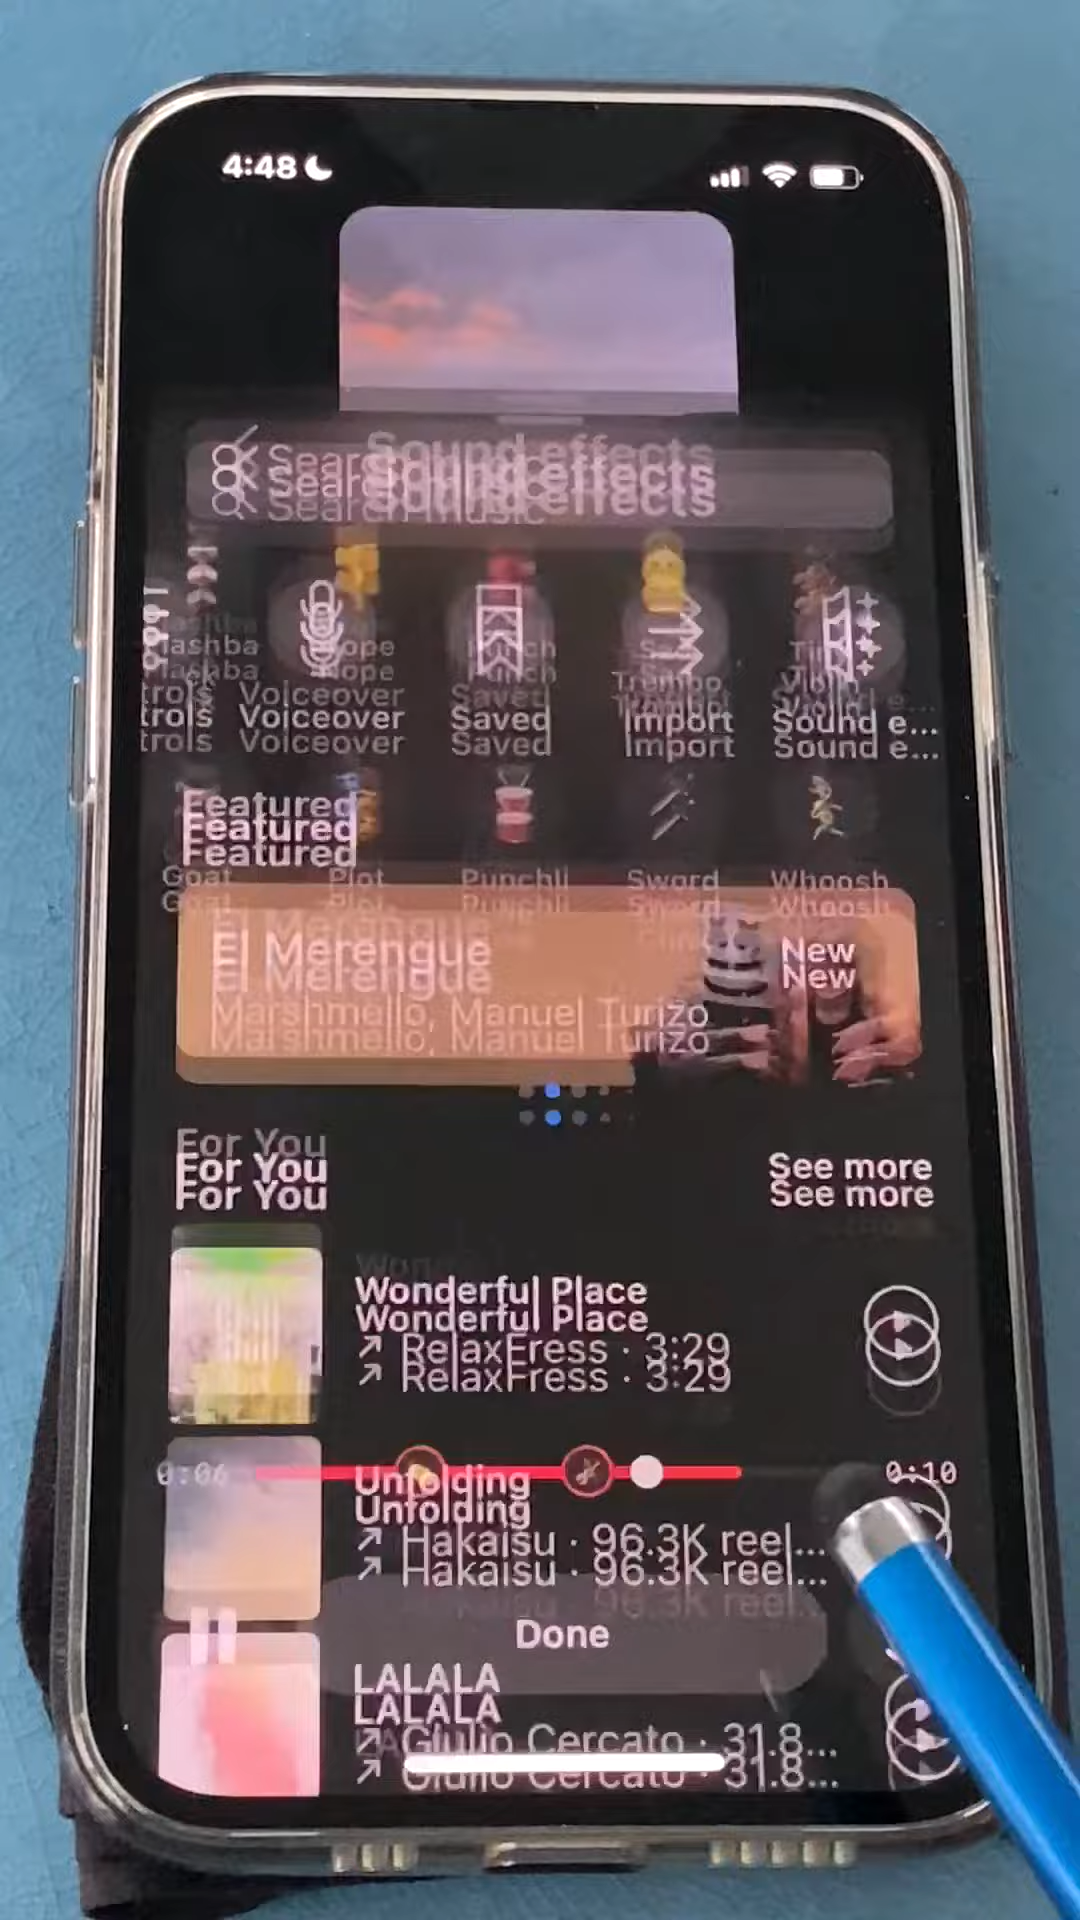 4:48
Sound effects
Search music
trols Voiceover Saved Import Sound e...
Featured
Goat Plot Punchli Sword Whoosh
El Merengue New
Marshmello, Manuel Turizo
For You See more
Wonderful Place
↗ RelaxFress · 3:29
0:06 0:10
Unfolding
↗ Hakaisu · 96.3K reel...
Done
LALALA
↗ Giulio Cercato · 31.8...